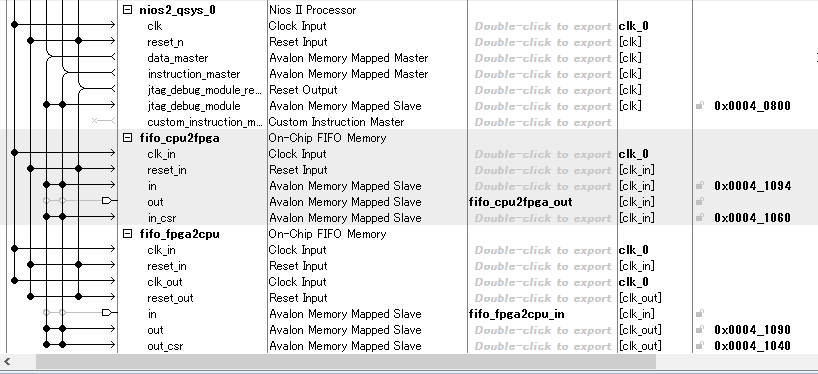 nios2_qsys_0 Nios II Processor
clk Clock Input Double-click to export clk_0
reset_n Reset Input Double-click to export [clk]
data_master Avalon Memory Mapped Master Double-click to export [clk]
instruction_master Avalon Memory Mapped Master Double-click to export [clk]
jtag_debug_module_re... Reset Output Double-click to export [clk]
jtag_debug_module Avalon Memory Mapped Slave Double-click to export [clk] 0x0004_0800
custom_instruction_m... Custom Instruction Master Double-click to export
fifo_cpu2fpga On-Chip FIFO Memory
clk_in Clock Input Double-click to export clk_0
reset_in Reset Input Double-click to export [clk_in]
in Avalon Memory Mapped Slave Double-click to export [clk_in] 0x0004_1094
out Avalon Memory Mapped Slave fifo_cpu2fpga_out [clk_in]
in_csr Avalon Memory Mapped Slave Double-click to export [clk_in] 0x0004_1060
fifo_fpga2cpu On-Chip FIFO Memory
clk_in Clock Input Double-click to export clk_0
reset_in Reset Input Double-click to export [clk_in]
clk_out Clock Input Double-click to export clk_0
reset_out Reset Input Double-click to export [clk_out]
in Avalon Memory Mapped Slave fifo_fpga2cpu_in [clk_in]
out Avalon Memory Mapped Slave Double-click to export [clk_out] 0x0004_1090
out_csr Avalon Memory Mapped Slave Double-click to export [clk_out] 0x0004_1040